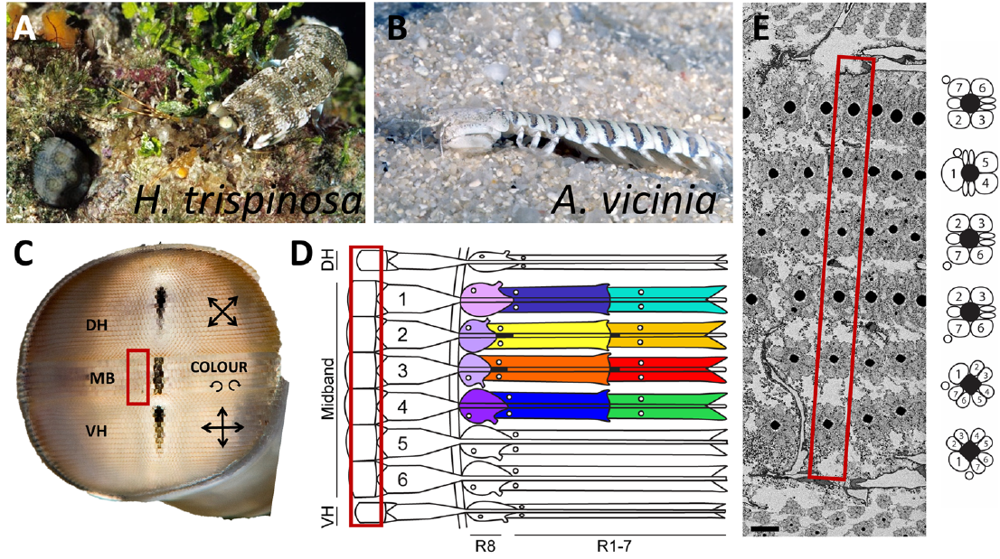 A
H. trispinosa
B
A. vicinia
C
DH
MB
VH
COLOUR
D
DH
Midband
1
2
3
4
5
6
VH
R8
R1-7
E
7 6
2 3
5
1
4
2 3
7 6
2 3
7 6
1 2 3 4 5 6 7
1 2 3 4 5 6 7